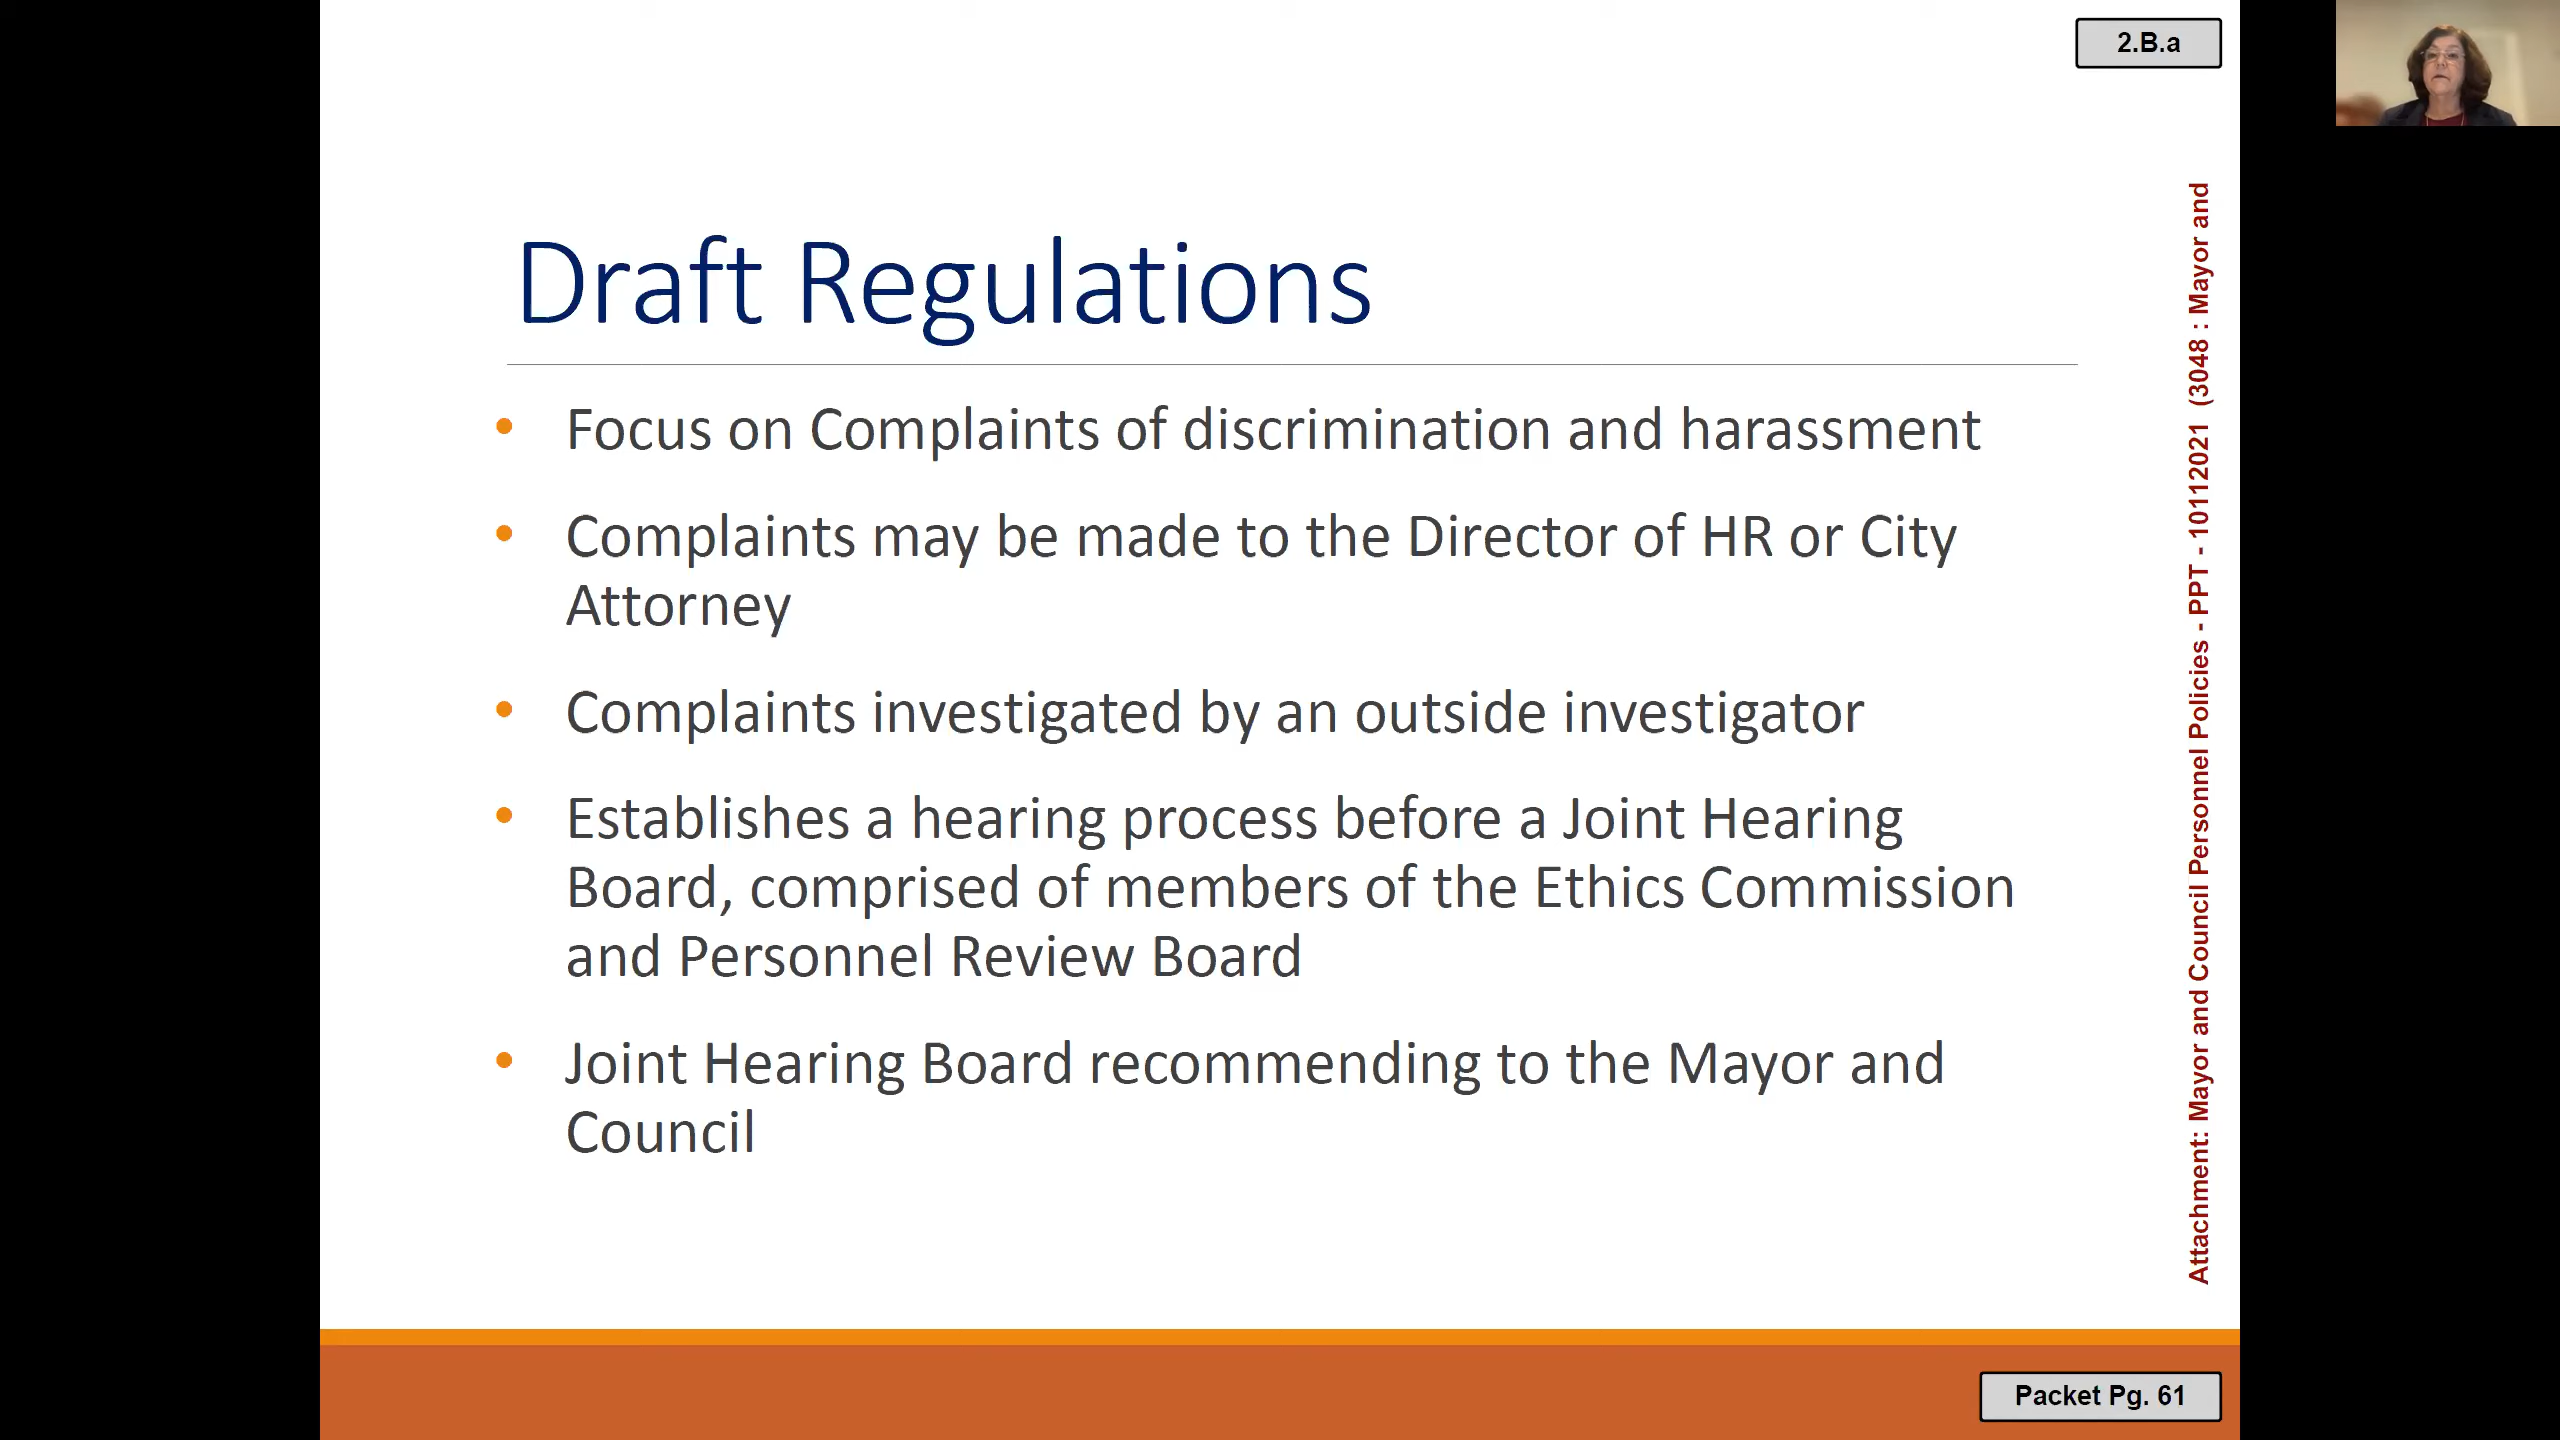 2.B.a
Draft Regulations
• Focus on Complaints of discrimination and harassment
• Complaints may be made to the Director of HR or City
Attorney
• Complaints investigated by an outside investigator
• Establishes a hearing process before a Joint Hearing
Board, comprised of members of the Ethics Commission
and Personnel Review Board
• Joint Hearing Board recommending to the Mayor and
Council
Attachment: Mayor and Council Personnel Policies - PPT - 10112021 (3048 : Mayor and
Packet Pg. 61